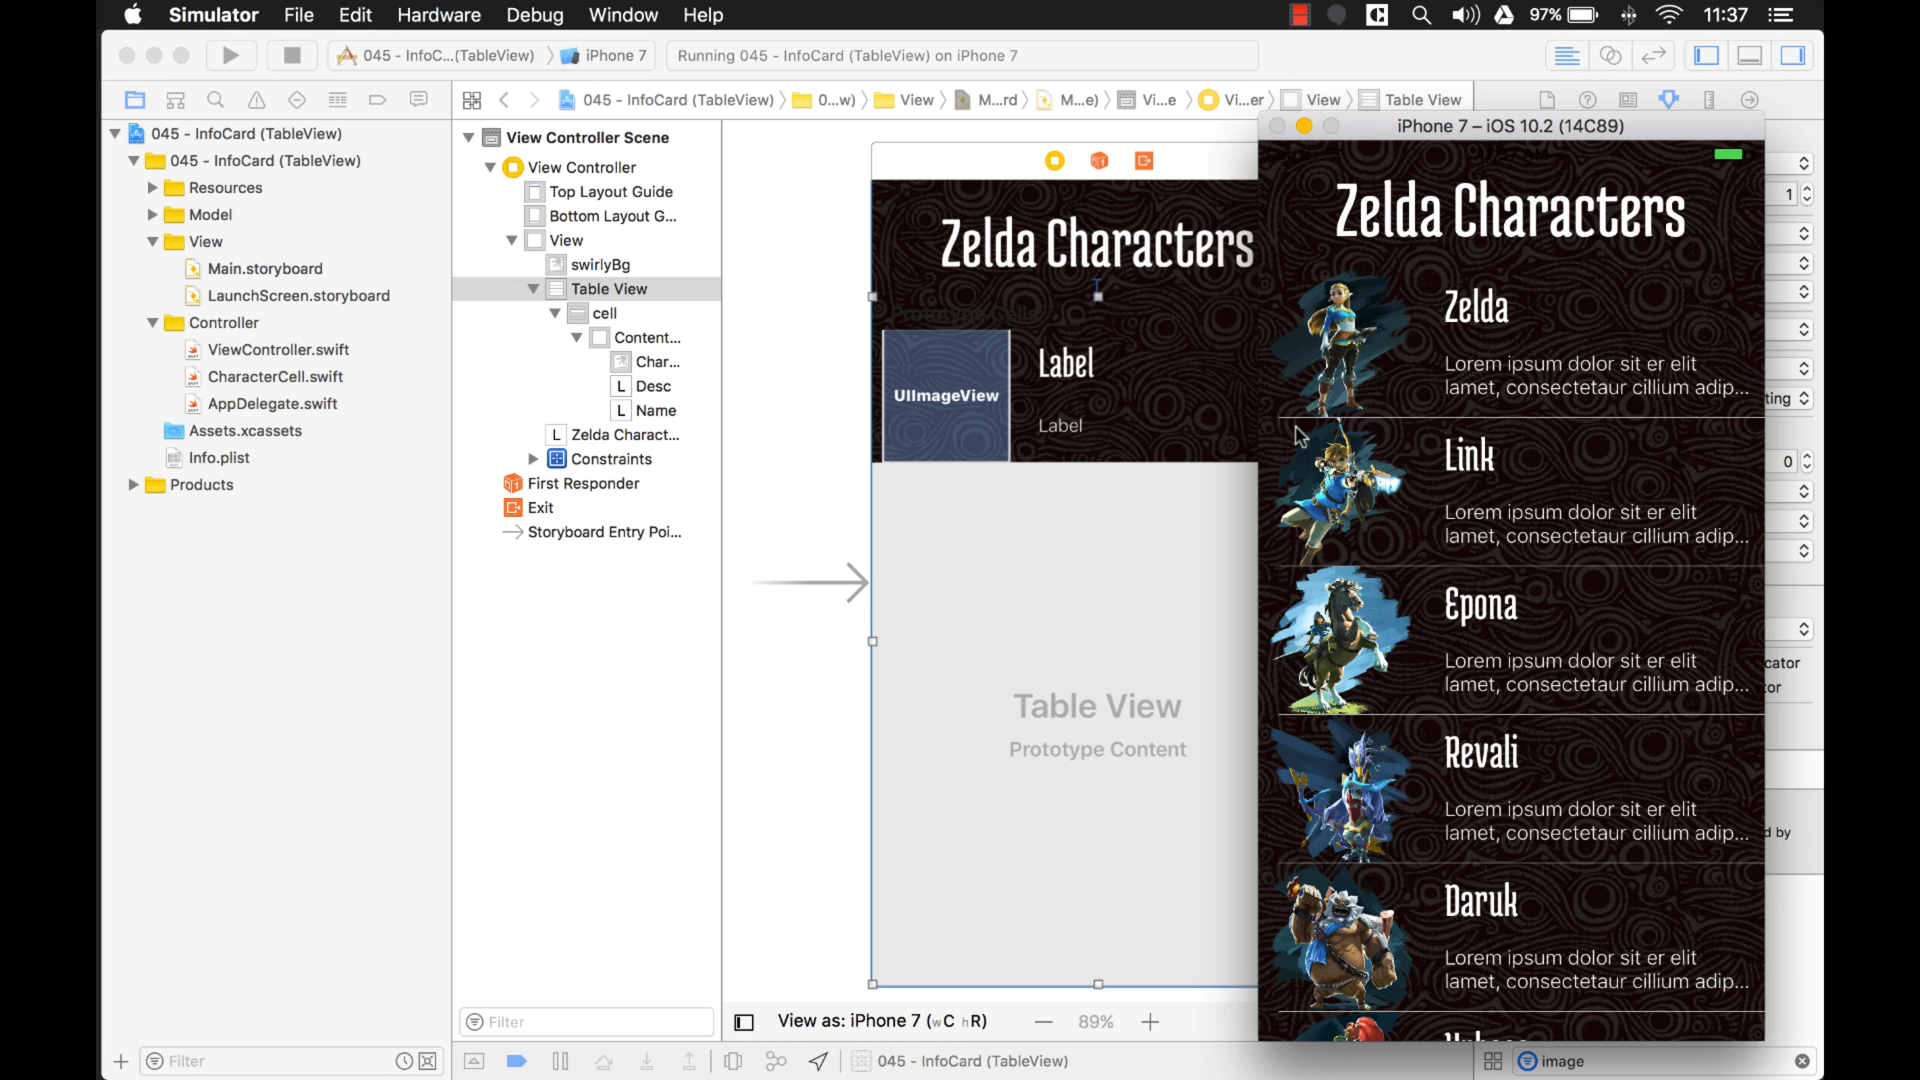 Simulator File Edit Hardware Debug Window Help 97% 11:37
045 - InfoC...(TableView) iPhone 7 Running 045 - InfoCard (TableView) on iPhone 7
045 - InfoCard (TableView) 0...w) View M...rd M...e) Vi...e Vi...er View Table View
045 - InfoCard (TableView)
045 - InfoCard (TableView)
Resources
Model
View
Main.storyboard
LaunchScreen.storyboard
Controller
ViewController.swift
CharacterCell.swift
AppDelegate.swift
Assets.xcassets
Info.plist
Products
Filter
View Controller Scene
View Controller
Top Layout Guide
Bottom Layout G...
View
swirlyBg
Table View
cell
Content...
Char...
L Desc
L Name
L Zelda Charact...
Constraints
First Responder
Exit
Storyboard Entry Poi...
Filter
Zelda Characters
Prototype Cells
UIImageView
Label
Label
Table View
Prototype Content
View as: iPhone 7 (wC hR) 89%
045 - InfoCard (TableView)
iPhone 7 – iOS 10.2 (14C89)
Zelda Characters
Zelda
Lorem ipsum dolor sit er elit
lamet, consectetaur cillium adip...
Link
Lorem ipsum dolor sit er elit
lamet, consectetaur cillium adip...
Epona
Lorem ipsum dolor sit er elit
lamet, consectetaur cillium adip...
Revali
Lorem ipsum dolor sit er elit
lamet, consectetaur cillium adip...
Daruk
Lorem ipsum dolor sit er elit
lamet, consectetaur cillium adip...
1
ting
0
cator
tor
d by
image